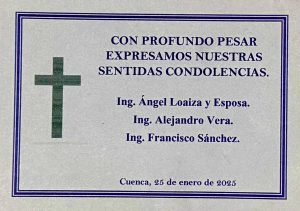 CON PROFUNDO PESAR
EXPRESAMOS NUESTRAS
SENTIDAS CONDOLENCIAS.
Ing. Ángel Loaiza y Esposa.
Ing. Alejandro Vera.
Ing. Francisco Sánchez.
Cuenca, 25 de enero de 2025